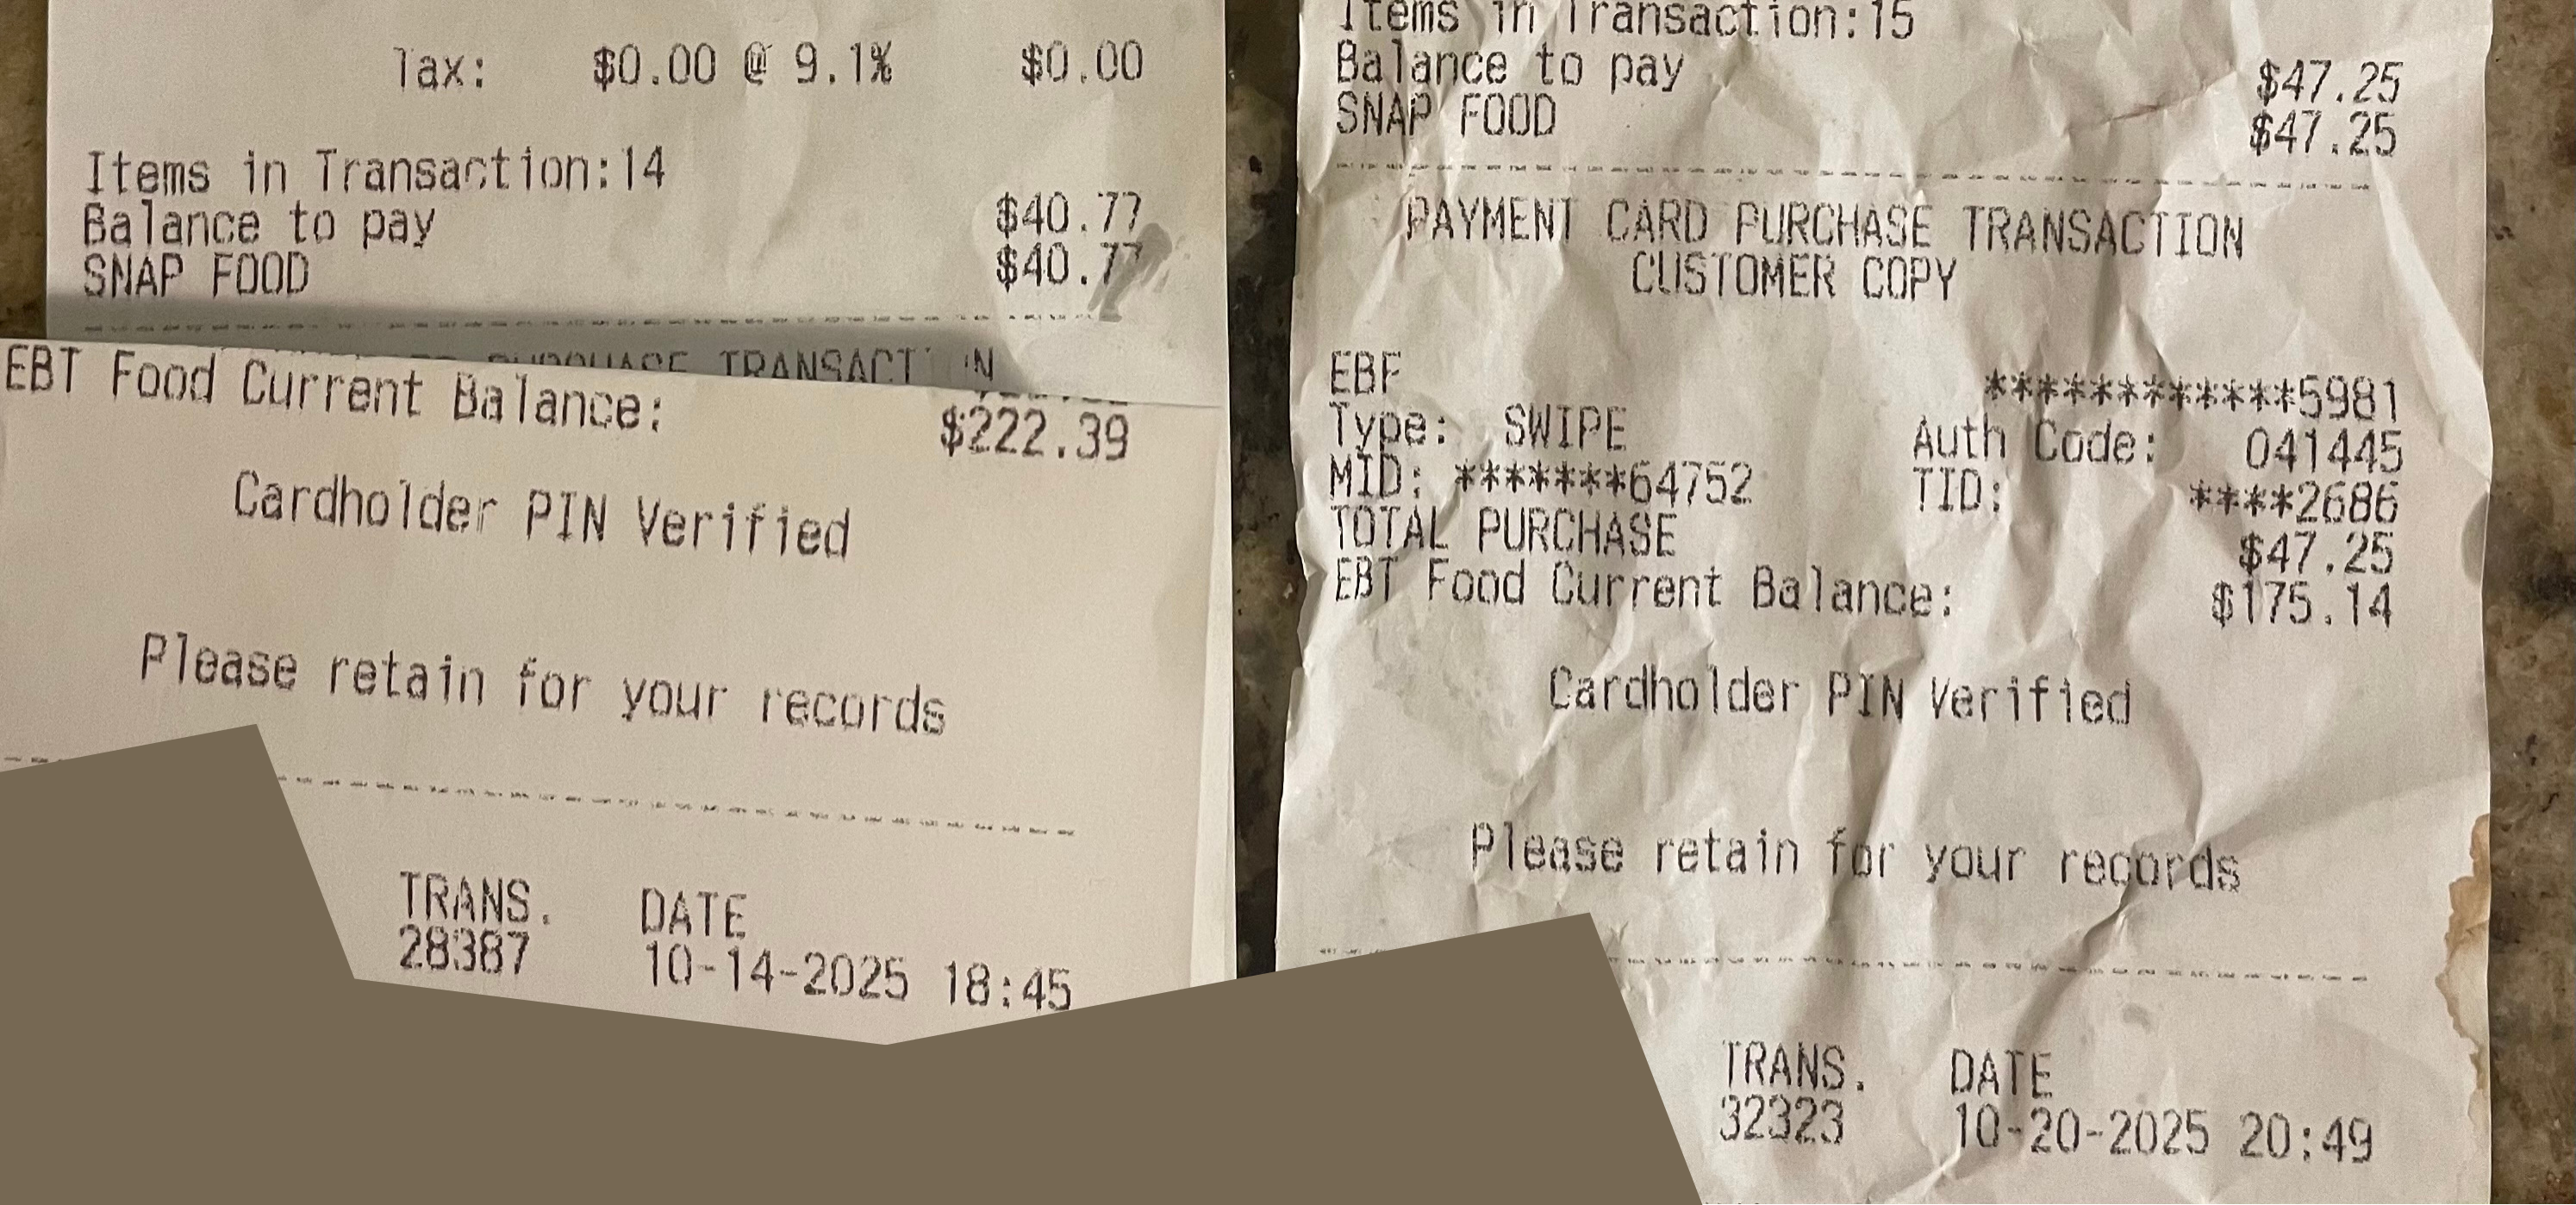 Tax: $0.00 @ 9.1% $0.00
Items in Transaction:14
Balance to pay $40.77
SNAP FOOD $40.77
PURCHASE TRANSACTION
EBT Food Current Balance: $222.39
Cardholder PIN Verified
Please retain for your records
TRANS. DATE
28387 10-14-2025 18:45
Items in Transaction:15
Balance to pay $47.25
SNAP FOOD $47.25
PAYMENT CARD PURCHASE TRANSACTION
CUSTOMER COPY
EBF ************5981
Type: SWIPE Auth Code: 041445
MID: *******64752 TID: ****2686
TOTAL PURCHASE $47.25
EBT Food Current Balance: $175.14
Cardholder PIN Verified
Please retain for your records
TRANS. DATE
32323 10-20-2025 20:49